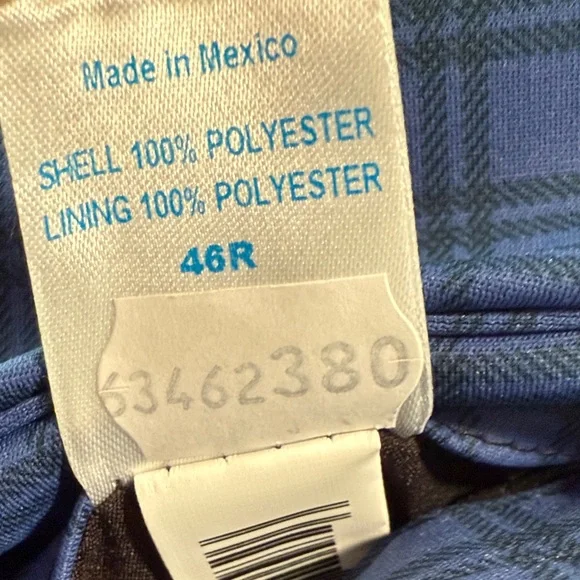 Made in Mexico
SHELL 100% POLYESTER
LINING 100% POLYESTER
46R
63462380